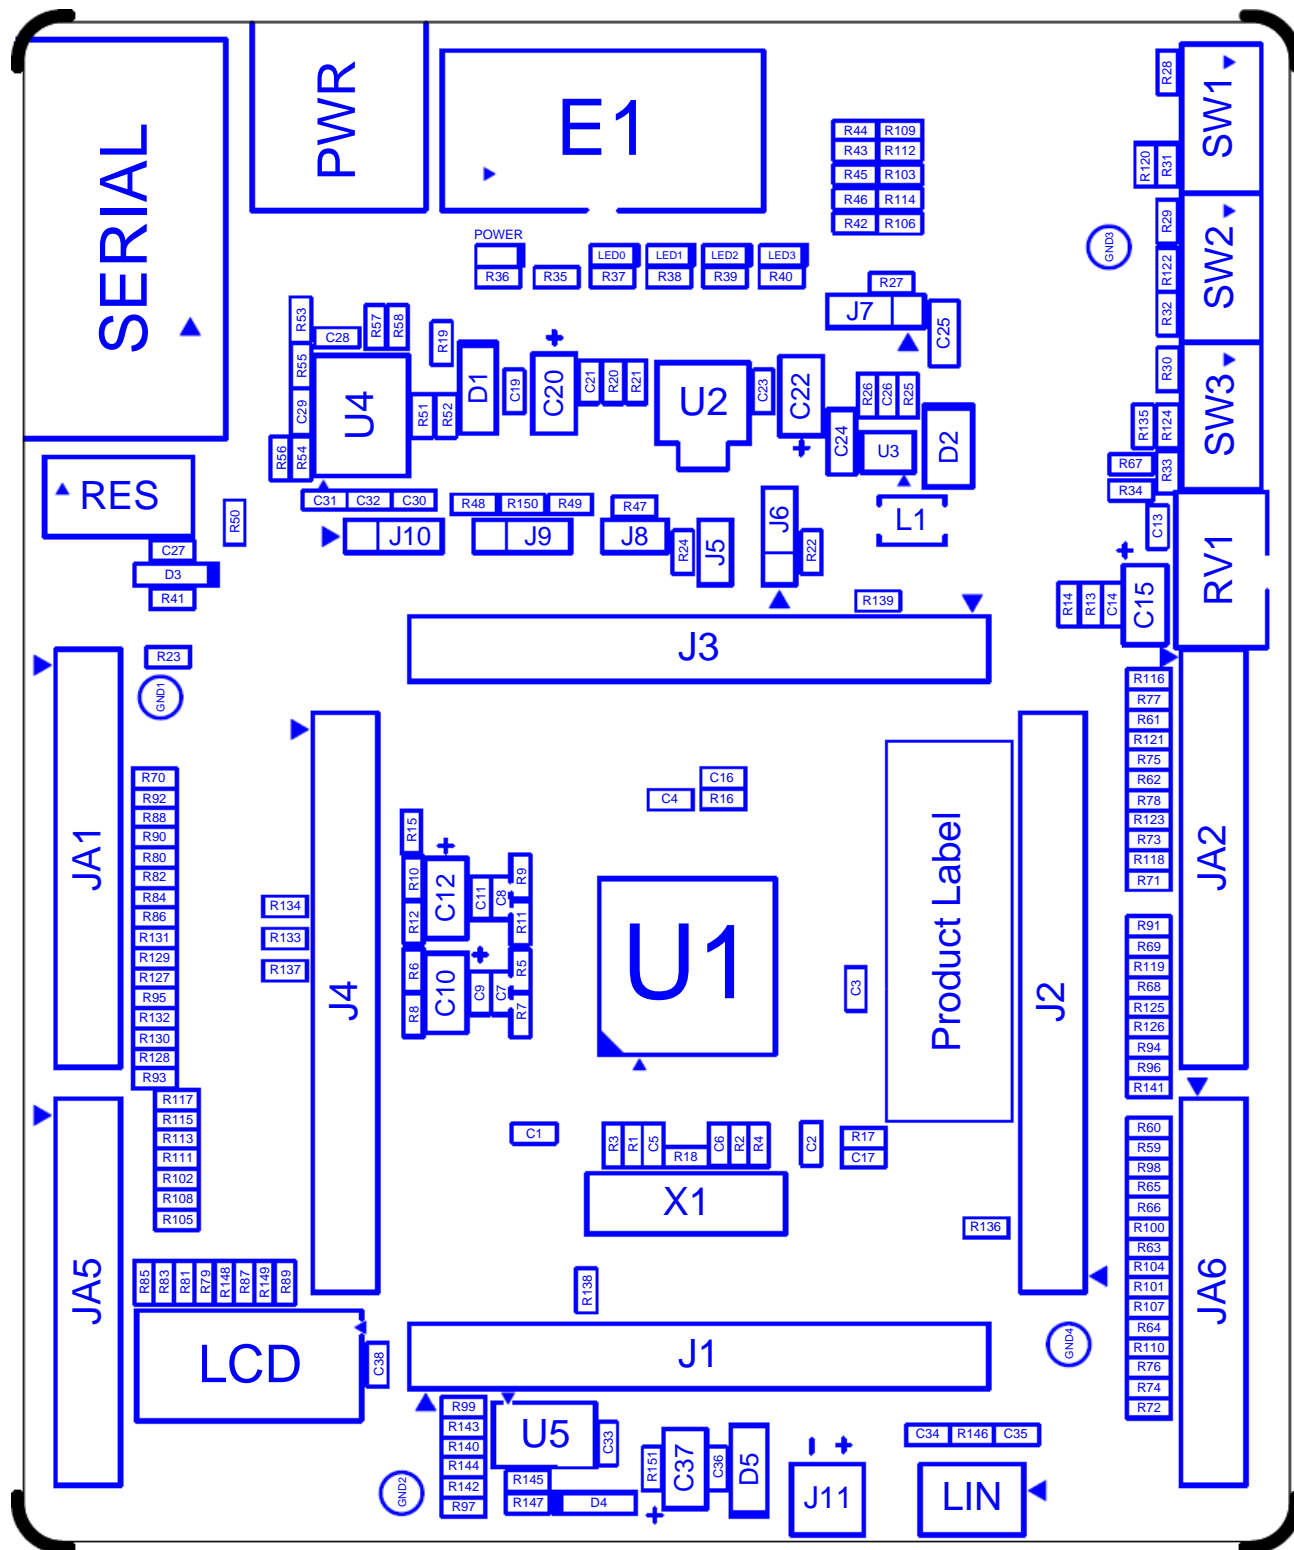 SERIAL
PWR
E1
R28
SW1
R120
R31
R44 R109
R43 R112
R45 R103
R46 R114
R42 R106
R29
SW2
R122
R32
GND3
POWER
LED0 LED1 LED2 LED3
R36 R35 R37 R38 R39 R40
R27
J7
C25
R53
C28
R57
R58
R19
R55
U4
D1
C19
C20
C21
R20
R21
U2
C23
C22
R26
C26
R25
R30
SW3
C29
R51
R52
C24
U3
D2
R135
R124
R56
R54
R67
R33
R34
RES
R50
C31 C32 C30
R48 R150 R49
R47
J6
L1
C13
RV1
J10
J9
J8
R24
J5
R22
C27
D3
R41
R139
R14
R13
C14
C15
R23
J3
GND1
R116
R77
R61
R121
R75
R62
R78
R123
R73
R118
R71
JA2
JA1
R70
R92
R88
R90
R80
R82
R84
R86
R131
R129
R127
R95
R132
R130
R128
R93
R134
R133
R137
J4
R15
R10
C12
C11
C8
R9
R12
R11
R6
C10
C9
C7
R5
R8
R7
C16
C4 R16
U1
C3
Product Label
J2
R91
R69
R119
R68
R125
R126
R94
R96
R141
R117
R115
R113
R111
R102
R108
R105
JA5
C1
R3
R1
C5
R18
C6
R2
R4
C2
R17
C17
X1
R136
R60
R59
R98
R65
R66
R100
R63
R104
R101
R107
R64
R110
R76
R74
R72
JA6
R85
R83
R81
R79
R148
R87
R149
R89
R138
LCD
C38
J1
GND4
R99
R143
R140
R144
R142
R97
U5
C33
R145
R147 D4
R151
C37
C36
D5
GND2
J11
C34 R146 C35
LIN